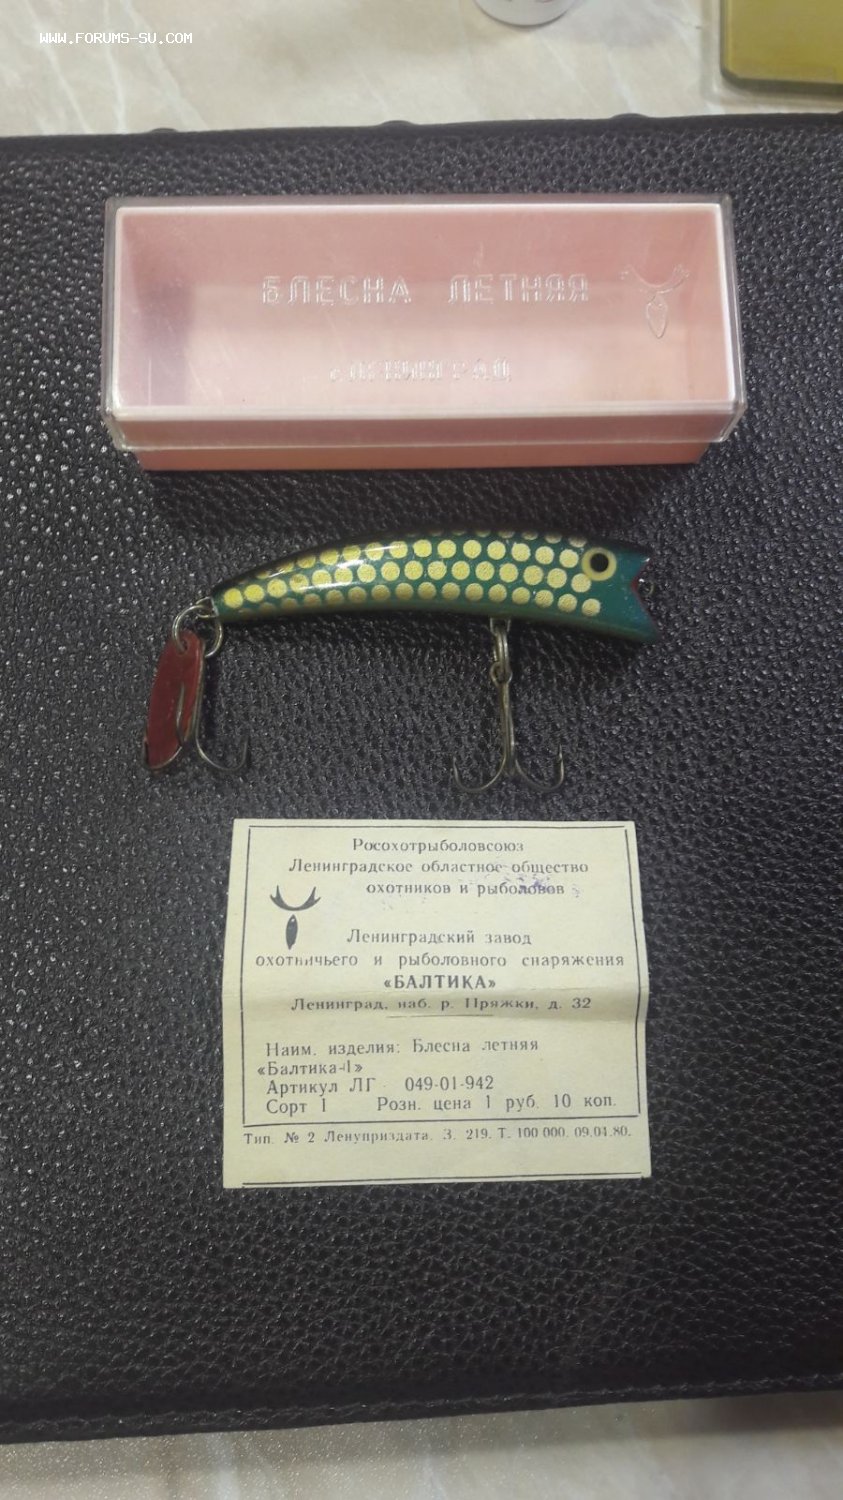 WWW.FORUMS-SU.COM
БЛЕСНА ЛЕТНЯЯ
г. ЛЕНИНГРАД
Росохотрыболовсоюз
Ленинградское областное общество
охотников и рыболовов
Ленинградский завод
охотничьего и рыболовного снаряжения
«БАЛТИКА»
Ленинград, наб. р. Пряжки, д. 32
Наим. изделия: Блесна летняя
«Балтика-1»
Артикул ЛГ 049-01-942
Сорт 1 Розн. цена 1 руб. 10 коп.
Тип. № 2 Ленуприздата. З. 219. Т. 100 000. 09.04.80.